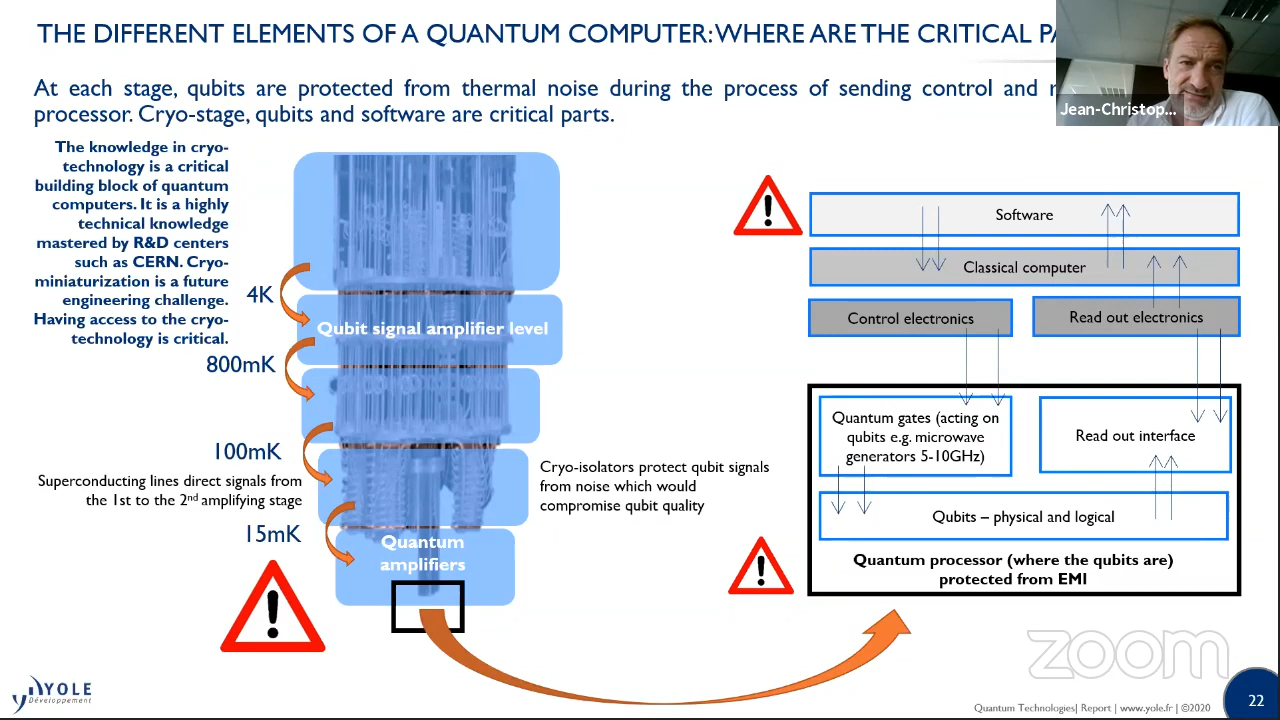 THE DIFFERENT ELEMENTS OF A QUANTUM COMPUTER: WHERE ARE THE CRITICAL
At each stage, qubits are protected from thermal noise during the process of sending control and
processor. Cryo-stage, qubits and software are critical parts.
Jean-Christop...
The knowledge in cryo-
technology is a critical
building block of quantum
computers. It is a highly
technical knowledge
mastered by R&D centers
such as CERN. Cryo-
miniaturization is a future
engineering challenge.
Having access to the cryo-
technology is critical.
4K
Qubit signal amplifier level
800mK
100mK
Superconducting lines direct signals from
the 1st to the 2nd amplifying stage
15mK
Quantum
amplifiers
Cryo-isolators protect qubit signals
from noise which would
compromise qubit quality
Software
Classical computer
Control electronics
Read out electronics
Quantum gates (acting on
qubits e.g. microwave
generators 5-10GHz)
Read out interface
Qubits – physical and logical
Quantum processor (where the qubits are)
protected from EMI
zoom
YOLE
Développement
Quantum Technologies| Report | www.yole.fr | ©2020
22